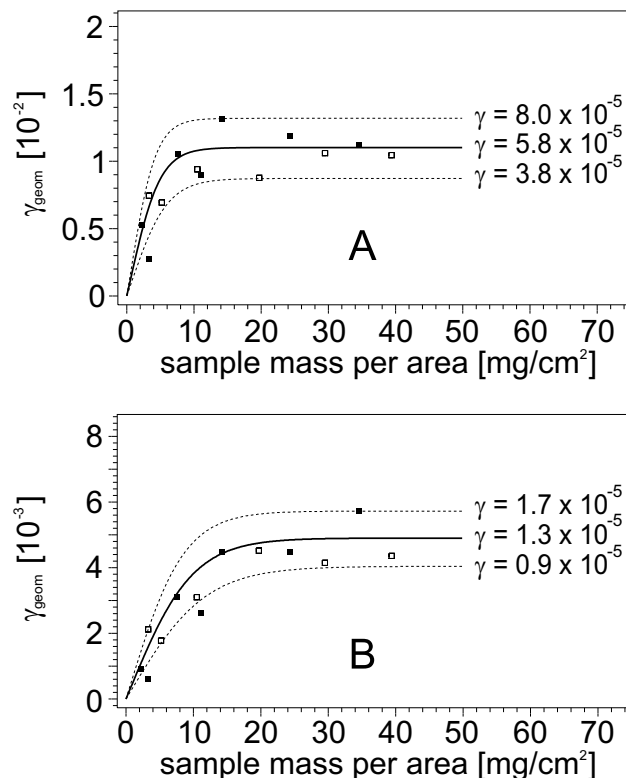 2
1.5
1
0.5
0
γgeom [10⁻²]
γ = 8.0 x 10⁻⁵
γ = 5.8 x 10⁻⁵
γ = 3.8 x 10⁻⁵
A
0 10 20 30 40 50 60 70
sample mass per area [mg/cm²]
8
6
4
2
0
γgeom [10⁻³]
γ = 1.7 x 10⁻⁵
γ = 1.3 x 10⁻⁵
γ = 0.9 x 10⁻⁵
B
0 10 20 30 40 50 60 70
sample mass per area [mg/cm²]